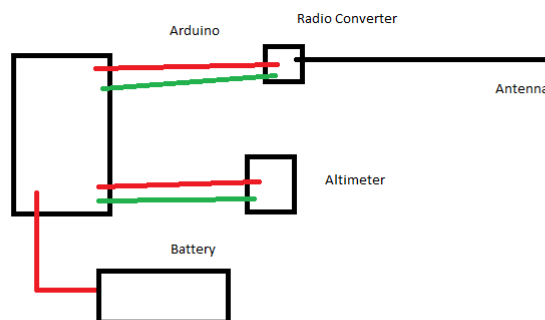 Radio Converter
Arduino
Antenna
Altimeter
Battery